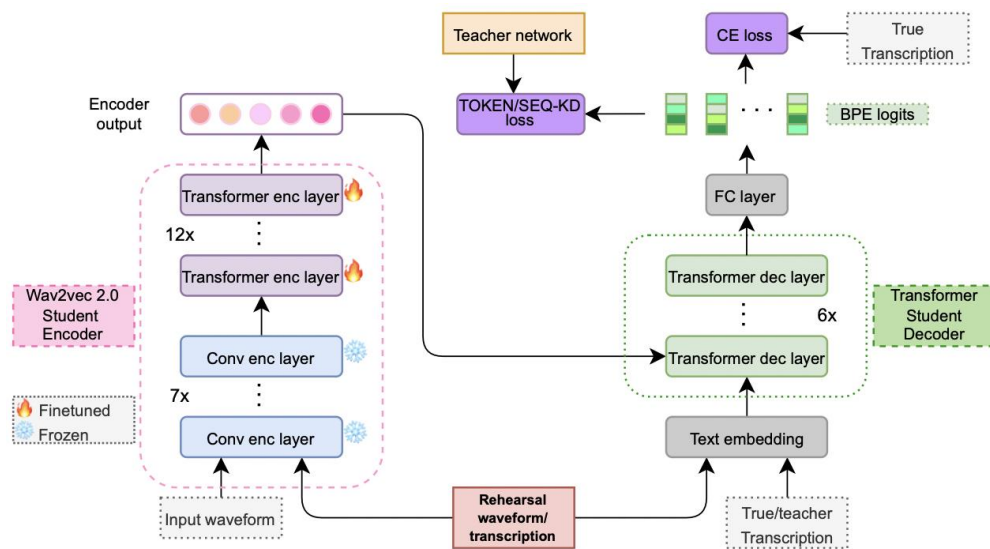 Teacher network
CE loss
True
Transcription
Encoder
output
TOKEN/SEQ-KD
loss
BPE logits
Transformer enc layer
FC layer
12x
Transformer enc layer
Transformer dec layer
Wav2vec 2.0
Student
Encoder
6x
Transformer
Student
Decoder
Conv enc layer
Transformer dec layer
7x
Finetuned
Frozen
Conv enc layer
Text embedding
Input waveform
Rehearsal
waveform/
transcription
True/teacher
Transcription